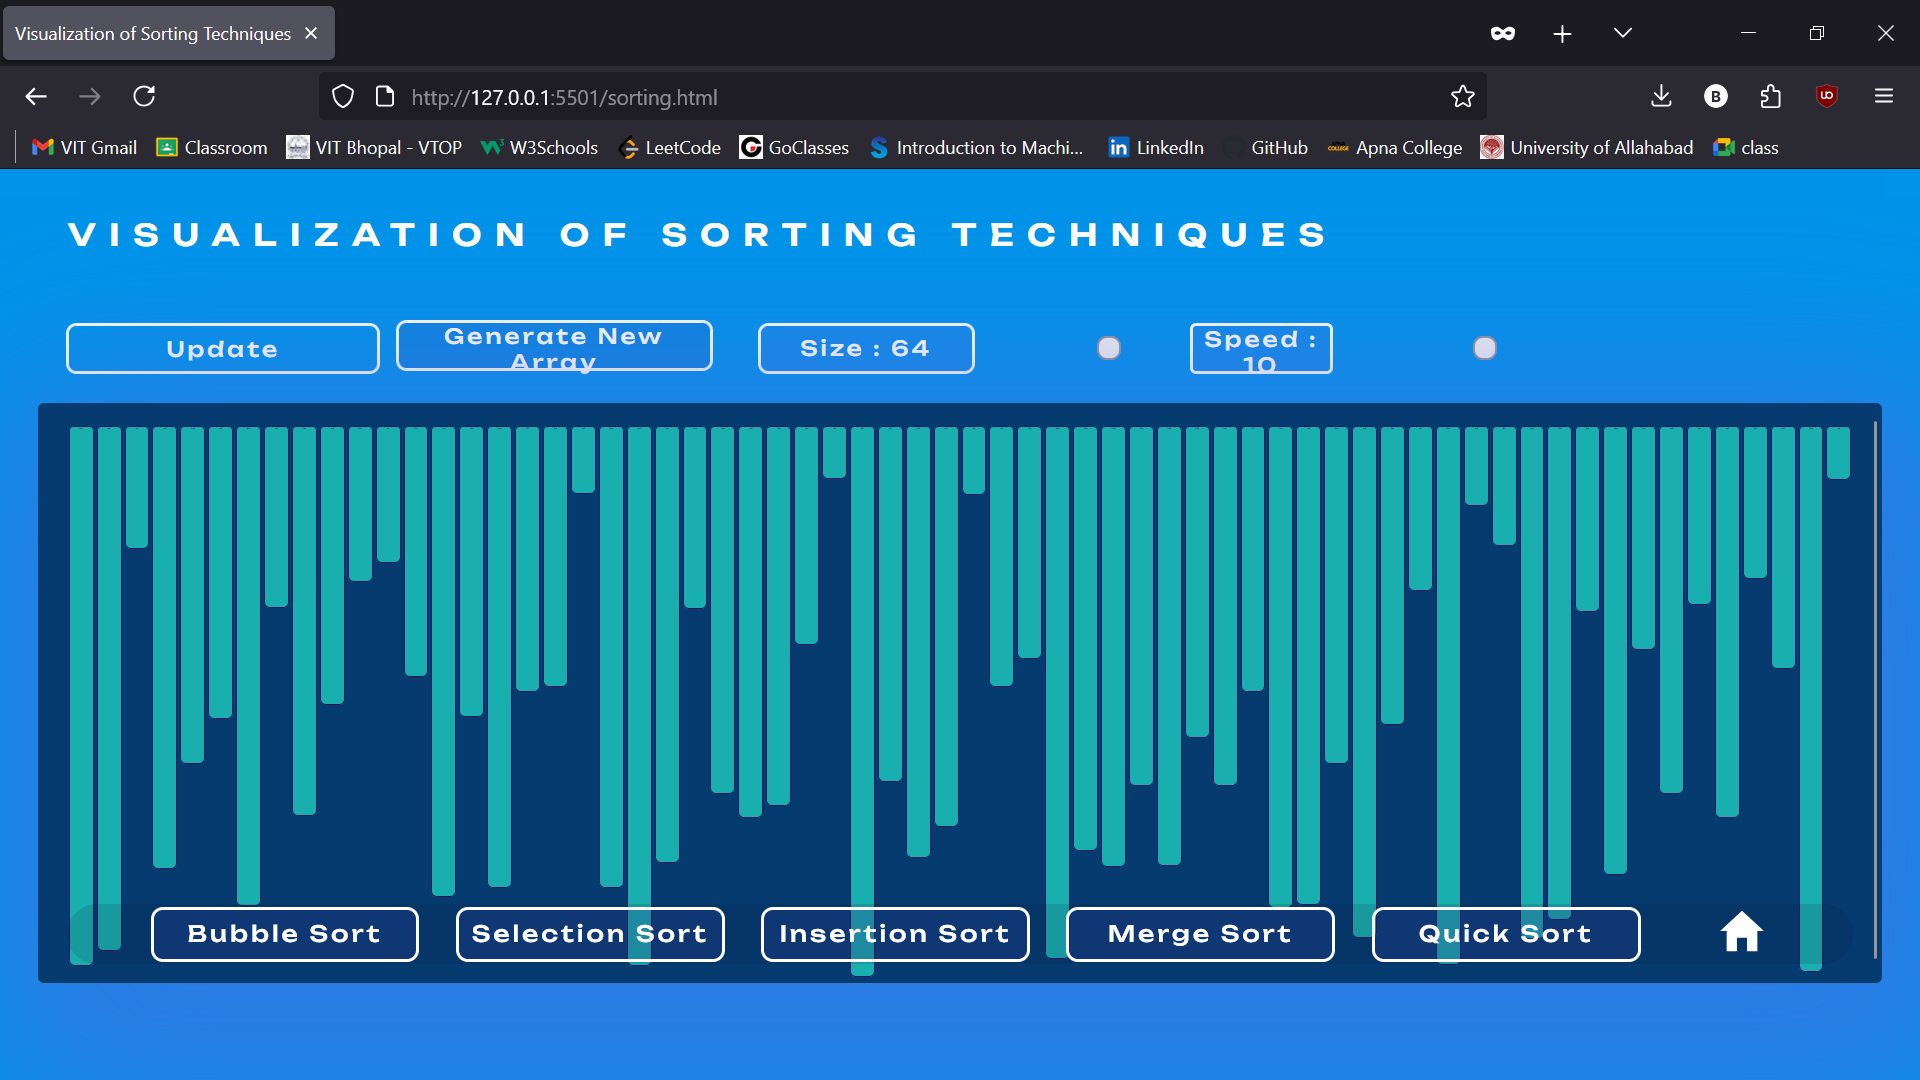 Visualization of Sorting Techniques
http://127.0.0.1:5501/sorting.html
B
VIT Gmail
Classroom
VIT Bhopal - VTOP
W3Schools
LeetCode
GoClasses
Introduction to Machi...
LinkedIn
GitHub
Apna College
University of Allahabad
class
VISUALIZATION OF SORTING TECHNIQUES
Update
Generate New
Array
Size : 64
Speed :
10
Bubble Sort
Selection Sort
Insertion Sort
Merge Sort
Quick Sort